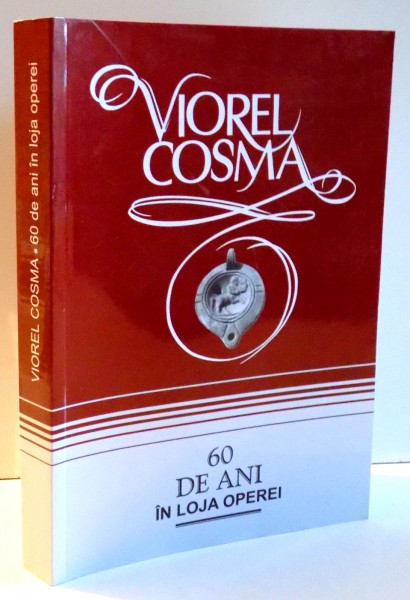 VIOREL COSMA • 60 de ani în loja operei
VIOREL
COSMA
60
DE ANI
ÎN LOJA OPEREI